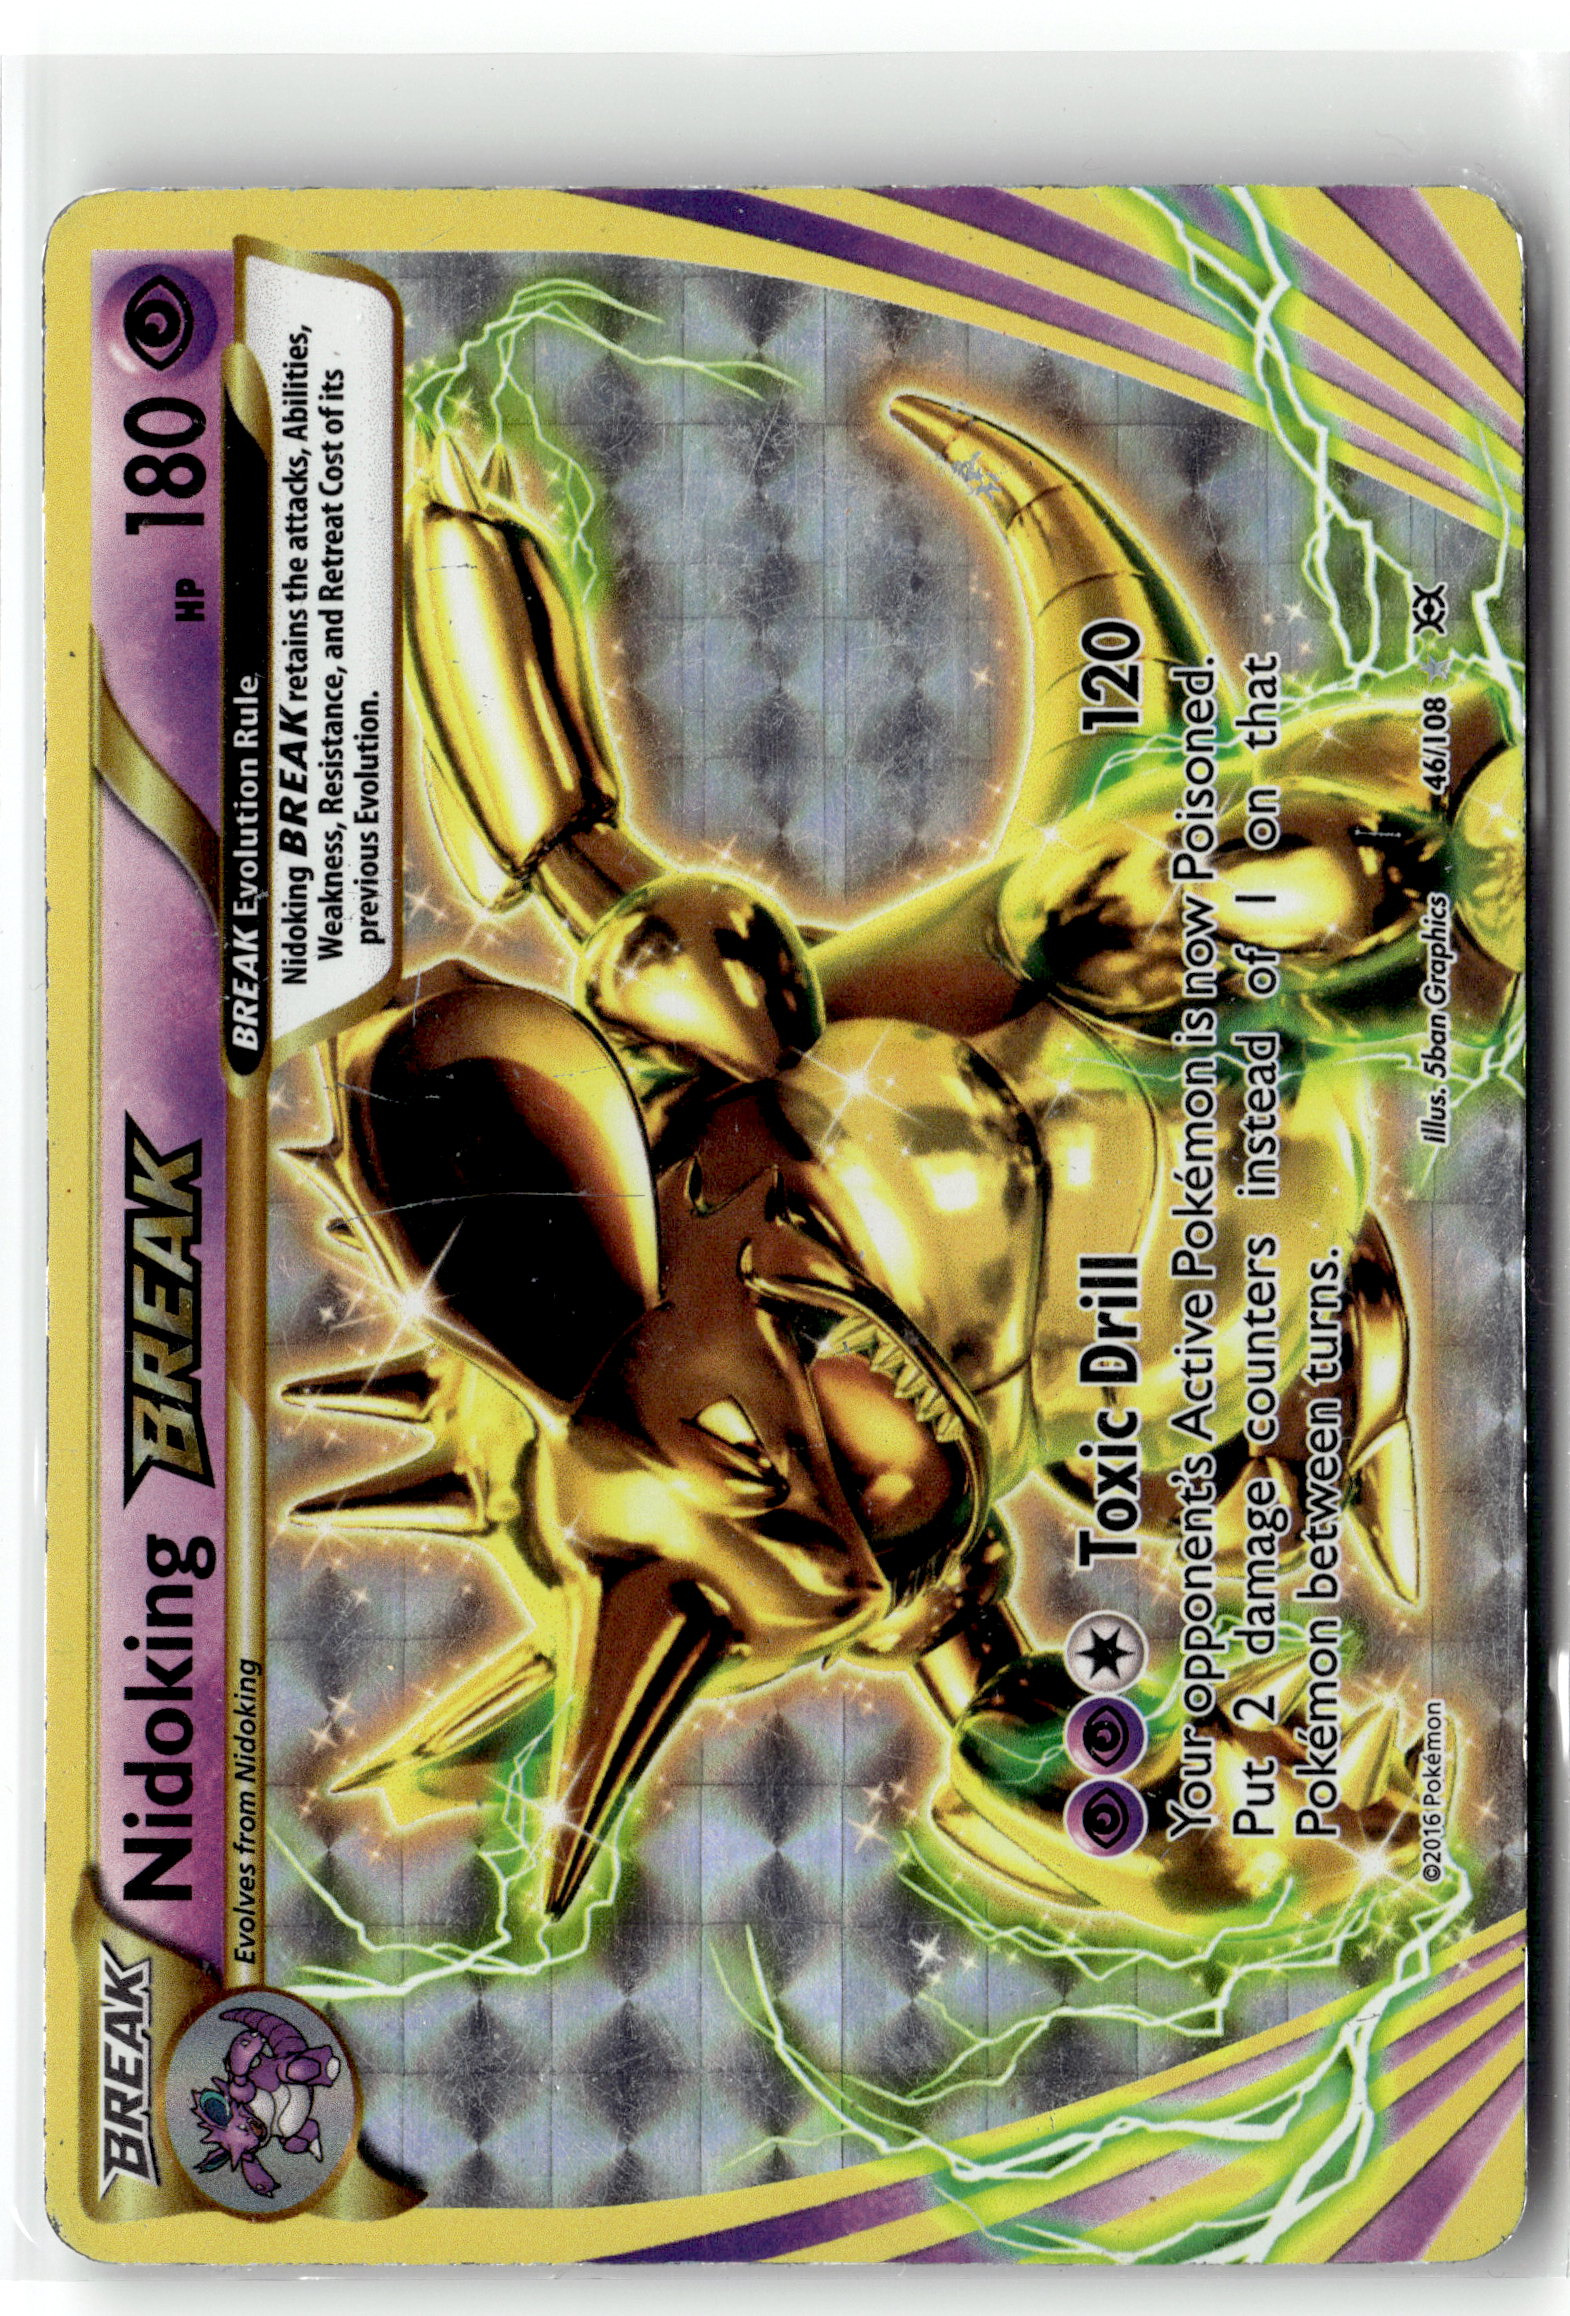 BREAK
Nidoking BREAK HP 180
Evolves from Nidoking
BREAK Evolution Rule
Nidoking BREAK retains the attacks, Abilities,
Weakness, Resistance, and Retreat Cost of its
previous Evolution.
Toxic Drill 120
Your opponent's Active Pokémon is now Poisoned.
Put 2 damage counters instead of 1 on that
Pokémon between turns.
©2016 Pokémon illus. 5ban Graphics 46/108 XY